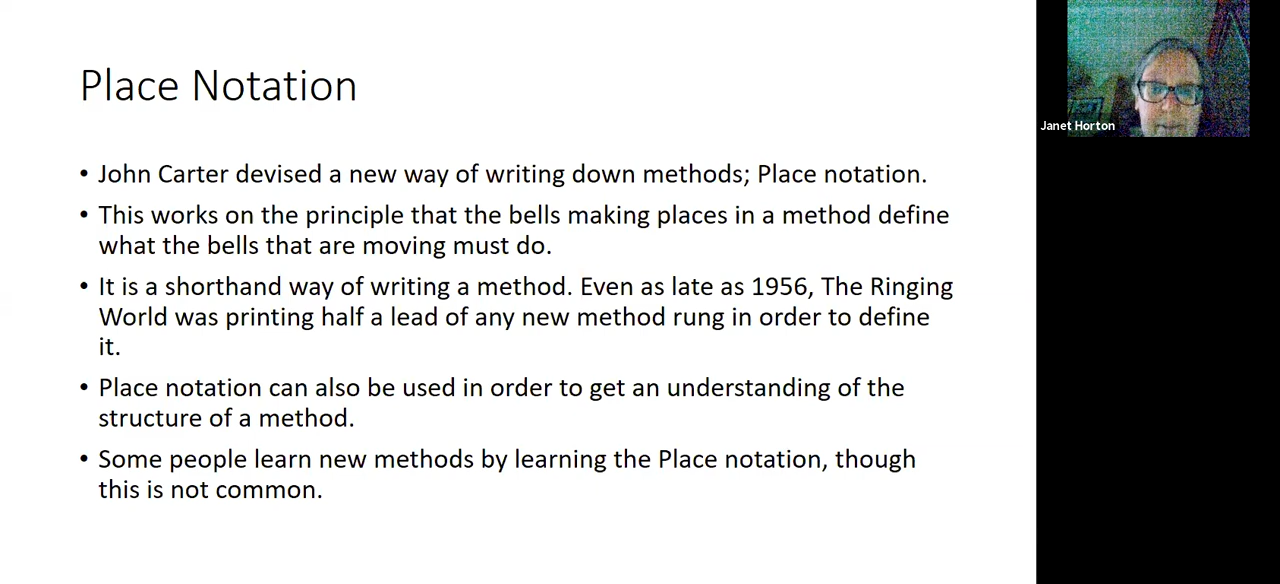 Place Notation
• John Carter devised a new way of writing down methods; Place notation.
• This works on the principle that the bells making places in a method define
what the bells that are moving must do.
• It is a shorthand way of writing a method. Even as late as 1956, The Ringing
World was printing half a lead of any new method rung in order to define
it.
• Place notation can also be used in order to get an understanding of the
structure of a method.
• Some people learn new methods by learning the Place notation, though
this is not common.
Janet Horton